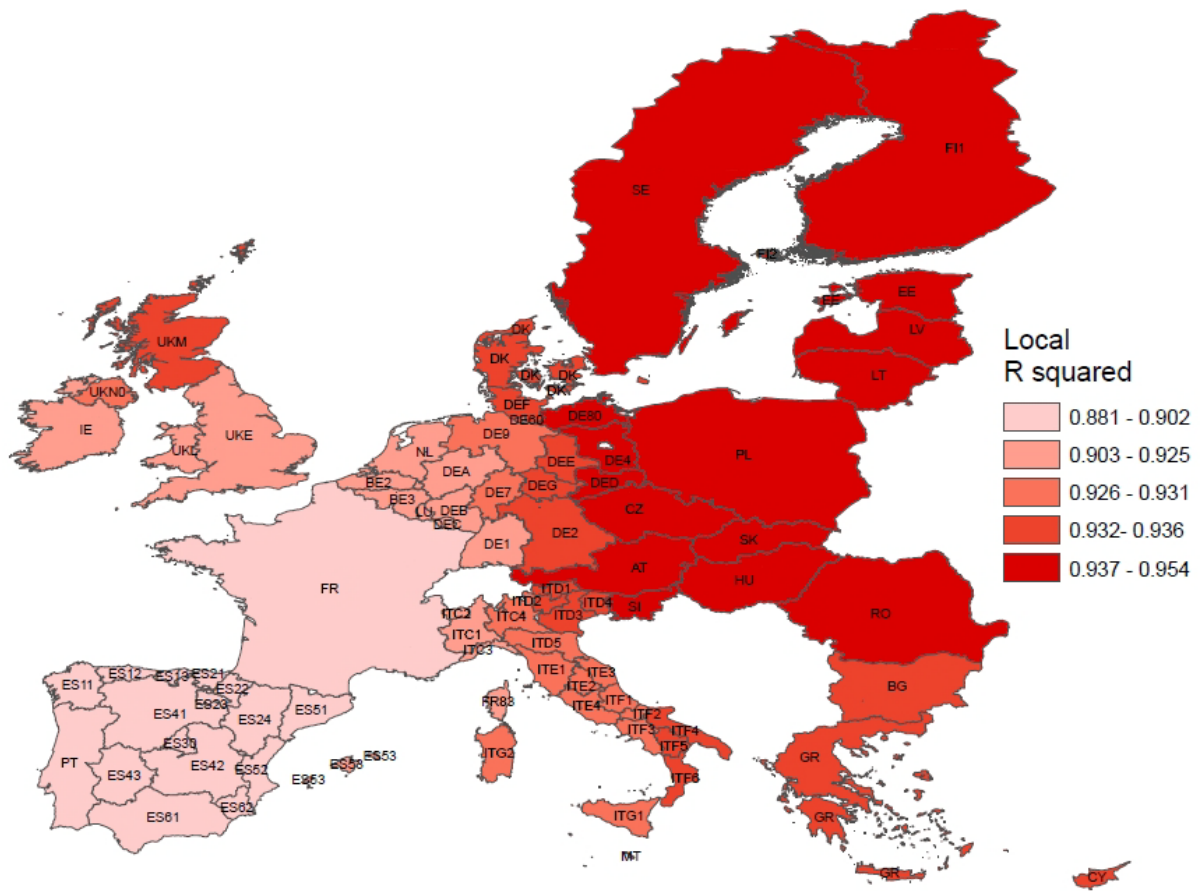 FI1
SE
FI2
EE
EE
LV
LT
UKM
UKN0
IE
UKE
DK
DK
DK
DK
DK
DEF
DE60
DE80
DE9
NL
DEA
DEE
DE4
PL
BE2
BE3
LU
DEB
DEC
DE7
DEG
DED
CZ
DE1
DE2
SK
AT
HU
FR
ITD1
ITD2
ITD4
ITD3
SI
ITC2
ITC4
ITC1
ITC3
ITD5
RO
ITE1
ITE3
ITE2
ITE4
ITF1
ITF2
ITF3
ITF4
ITF5
ITF6
BG
ES11
ES12
ES13
ES21
ES22
ES23
ES41
ES24
ES51
FR83
ES30
PT
ES43
ES42
ES52
ES53
ES53
ES53
ITG2
GR
ES61
ES62
ITG1
GR
MT
GR
CY
Local
R squared
0.881 - 0.902
0.903 - 0.925
0.926 - 0.931
0.932- 0.936
0.937 - 0.954